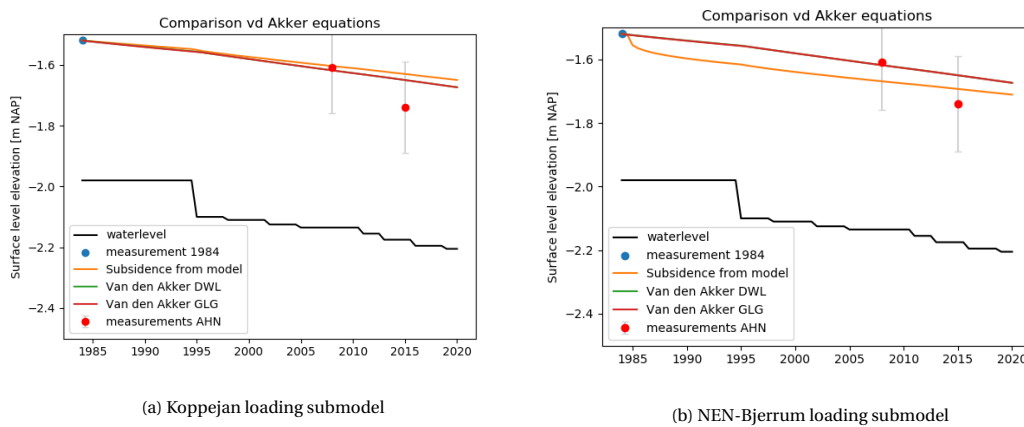 Comparison vd Akker equations
Surface level elevation [m NAP]
−1.6
−1.8
−2.0
−2.2
−2.4
waterlevel
measurement 1984
Subsidence from model
Van den Akker DWL
Van den Akker GLG
measurements AHN
1985 1990 1995 2000 2005 2010 2015 2020
(a) Koppejan loading submodel
Comparison vd Akker equations
Surface level elevation [m NAP]
−1.6
−1.8
−2.0
−2.2
−2.4
waterlevel
measurement 1984
Subsidence from model
Van den Akker DWL
Van den Akker GLG
measurements AHN
1985 1990 1995 2000 2005 2010 2015 2020
(b) NEN-Bjerrum loading submodel